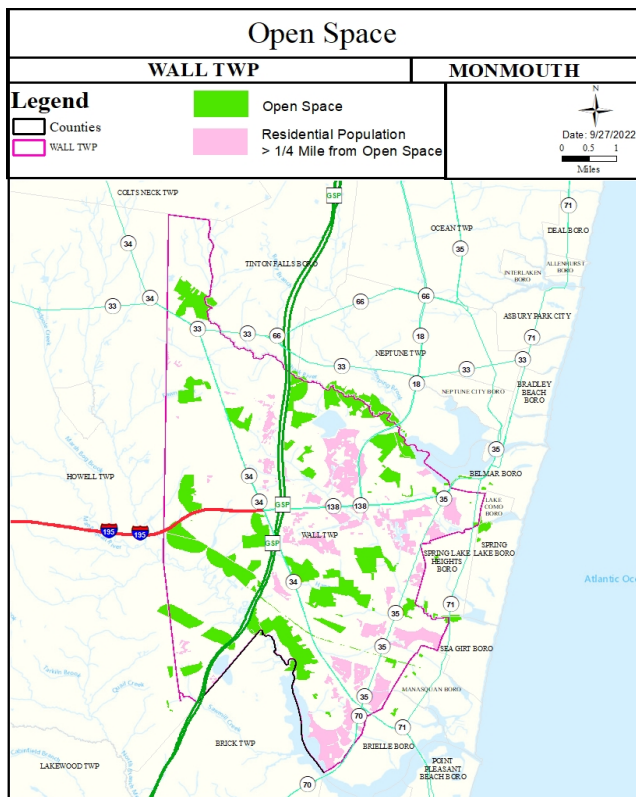 Open Space
WALL TWP
MONMOUTH
Legend
Counties
WALL TWP
Open Space
Residential Population
> 1/4 Mile from Open Space
N
Date: 9/27/2022
0 0.5 1
Miles
COLTS NECK TWP
GSP
71
OCEAN TWP
DEAL BORO
34
35
TINTON FALLS BORO
ALLENHURST
BORO
INTERLAKEN
BORO
33
34
66
66
ASBURY PARK CITY
33
33
66
18
71
NEPTUNE TWP
33
33
33
18
NEPTUNE CITY BORO
BRADLEY
BEACH
BORO
35
HOWELL TWP
34
BELMAR BORO
34
GSP
138
138
35
LAKE
COMO
BORO
195
195
GSP
WALL TWP
SPRING LAKE
HEIGHTS
BORO
SPRING
LAKE BORO
34
Atlantic Oce
35
71
35
SEA GIRT BORO
MANASQUAN BORO
35
70
71
BRICK TWP
BRIELLE BORO
POINT
PLEASANT
BEACH BORO
LAKEWOOD TWP
70